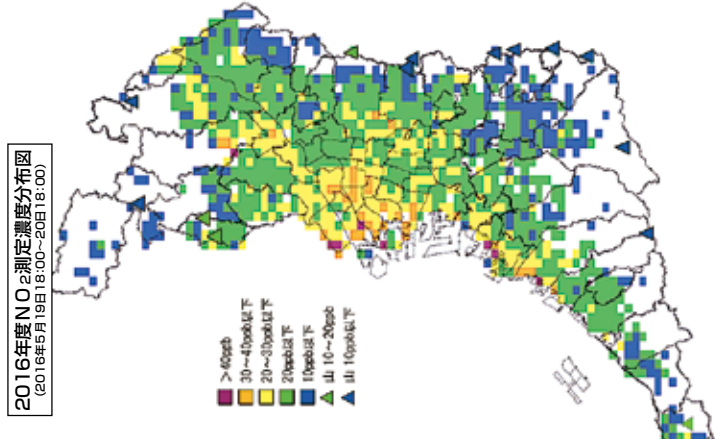 2016年度NO₂測定濃度分布図
(2016年5月19日18:00~20日18:00)
>40ppb
30~40ppb以下
20~30ppb以下
20ppb以下
10ppb以下
山 10~20ppb
山 10ppb以下